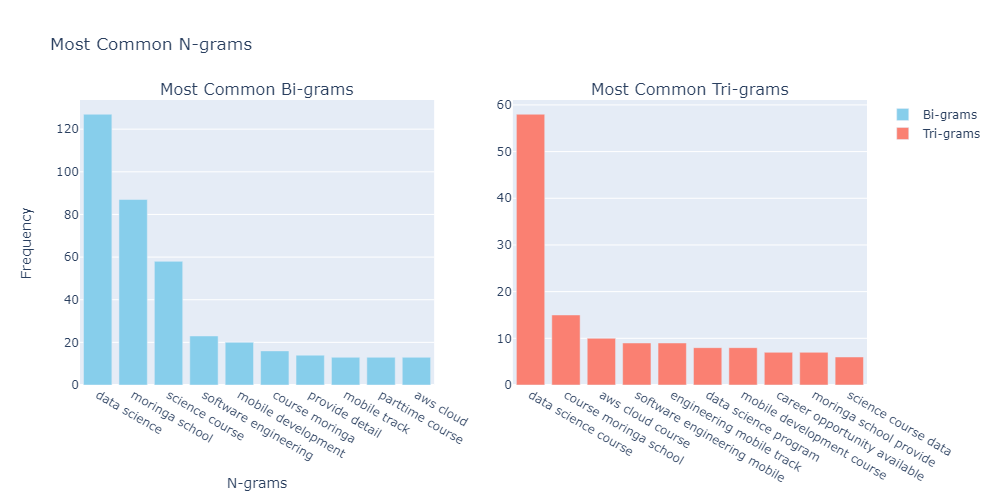 Most Common N-grams
Most Common Bi-grams
Frequency
120
100
80
60
40
20
0
data science
moringa school
science course
software engineering
mobile development
course moringa
provide detail
mobile track
parttime course
aws cloud
N-grams
Most Common Tri-grams
60
50
40
30
20
10
0
data science course
course moringa school
aws cloud course
software engineering mobile
engineering mobile track
data science program
mobile development course
career opportunity available
moringa school provide
science course data
Bi-grams
Tri-grams